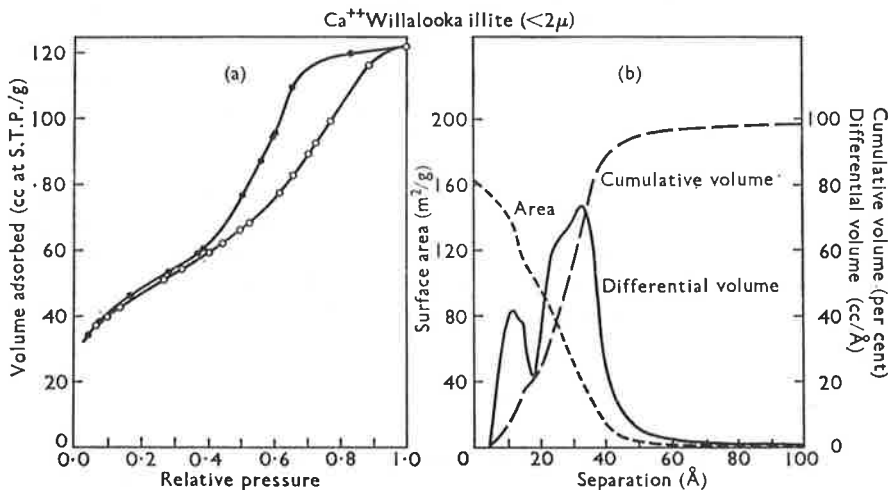 Ca++Willalooka illite (<2μ)
(a)
Volume adsorbed (cc at S.T.P./g)
120
100
80
60
40
20
0
0·0
0·2
0·4
0·6
0·8
1·0
Relative pressure
(b)
Surface area (m²/g)
200
160
120
80
40
0
Area
Cumulative volume
Differential volume
100
80
60
40
20
0
Cumulative volume (per cent)
Differential volume (cc/Å)
0
20
40
60
80
100
Separation (Å)